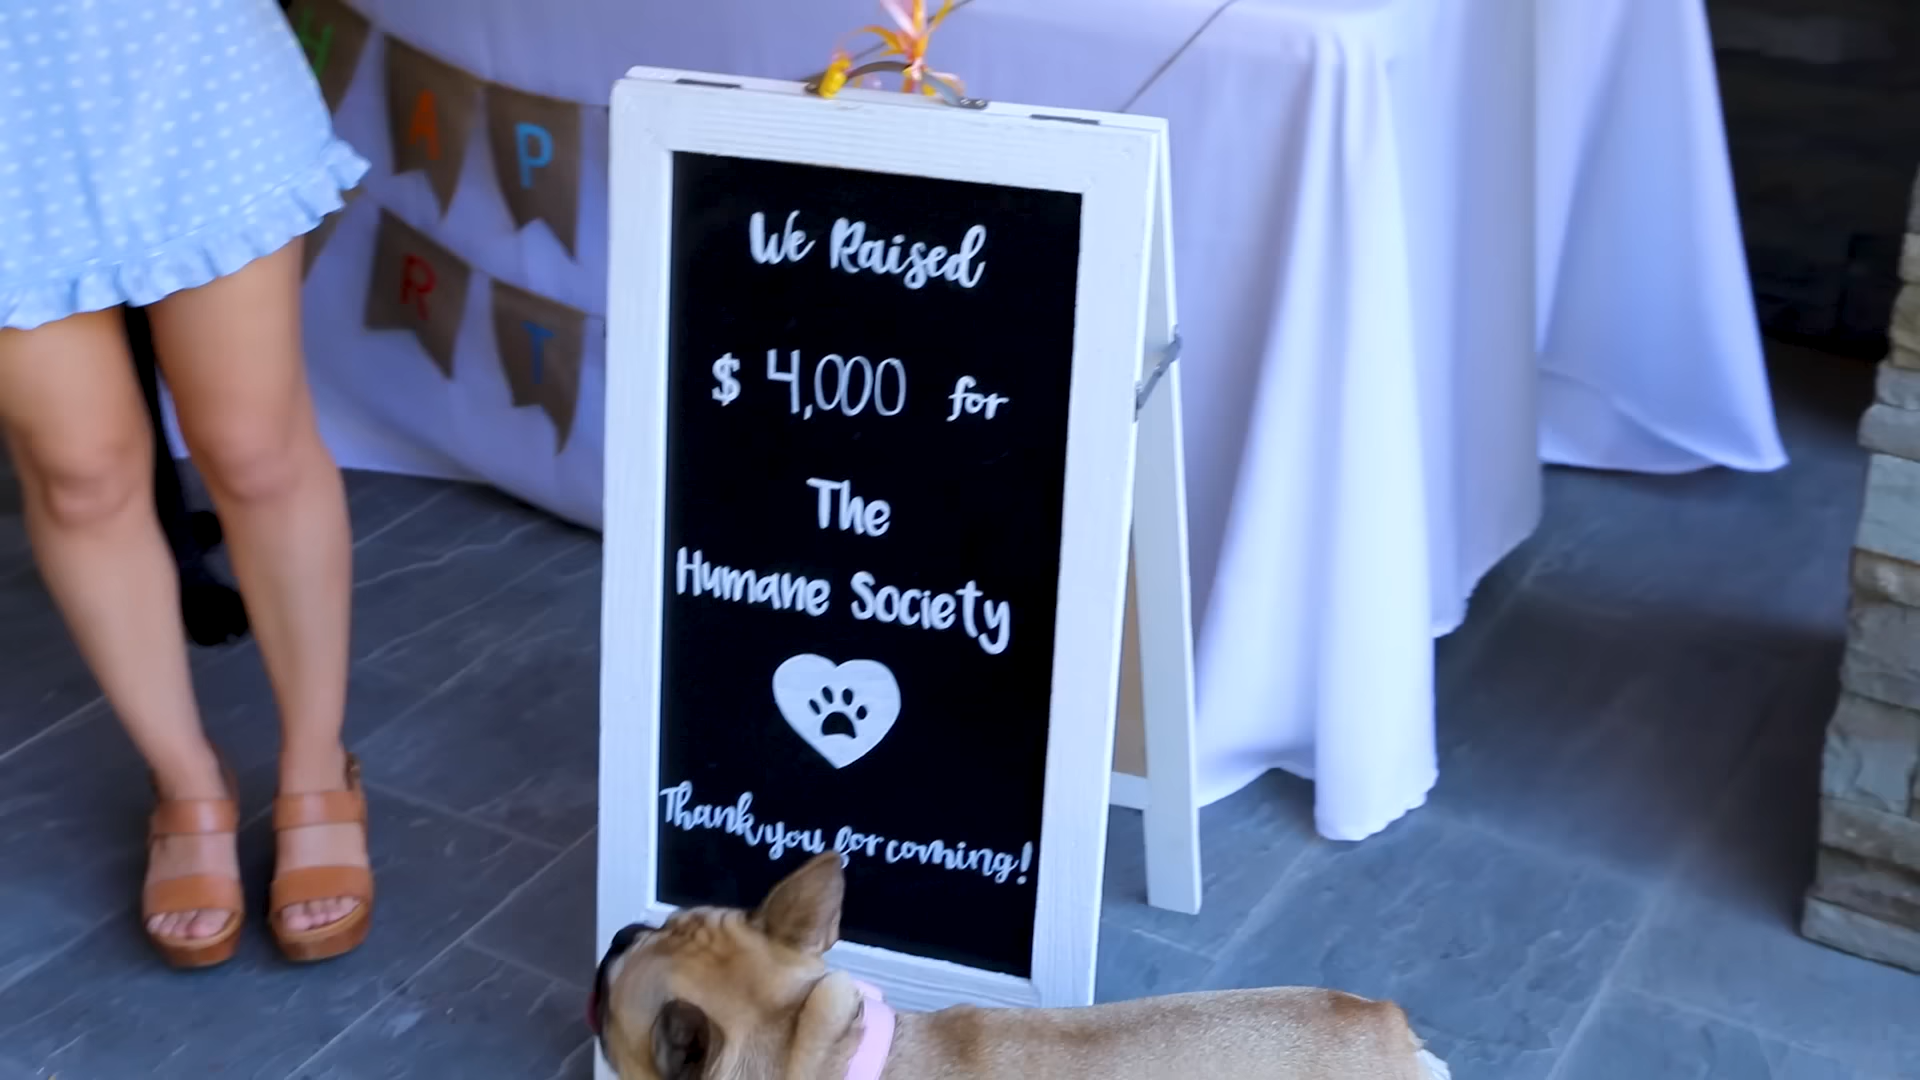 H A P
R T
We Raised
$ 4,000 for
The
Humane Society
Thank you for coming!